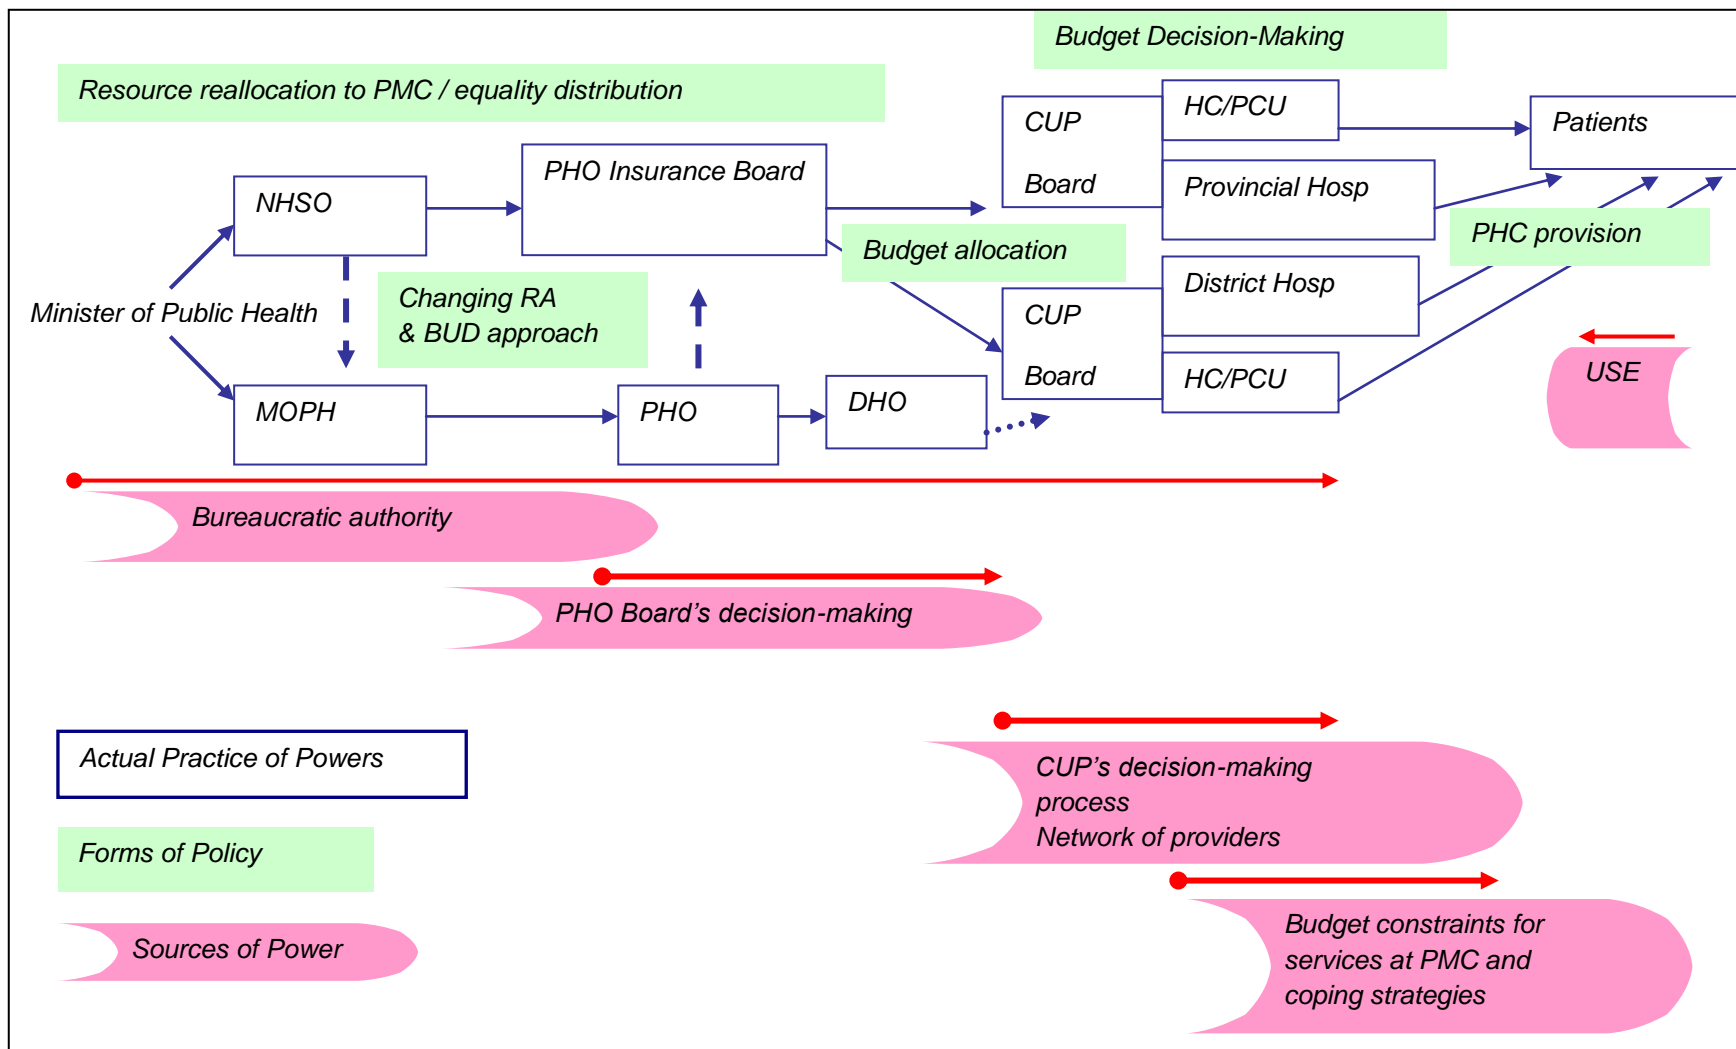 Budget Decision-Making
Resource reallocation to PMC / equality distribution
CUP
Board
HC/PCU
Patients
PHO Insurance Board
NHSO
Provincial Hosp
PHC provision
Budget allocation
District Hosp
Minister of Public Health
Changing RA
& BUD approach
CUP
Board
HC/PCU
USE
MOPH
PHO
DHO
Bureaucratic authority
PHO Board's decision-making
Actual Practice of Powers
CUP's decision-making
process
Network of providers
Forms of Policy
Sources of Power
Budget constraints for
services at PMC and
coping strategies